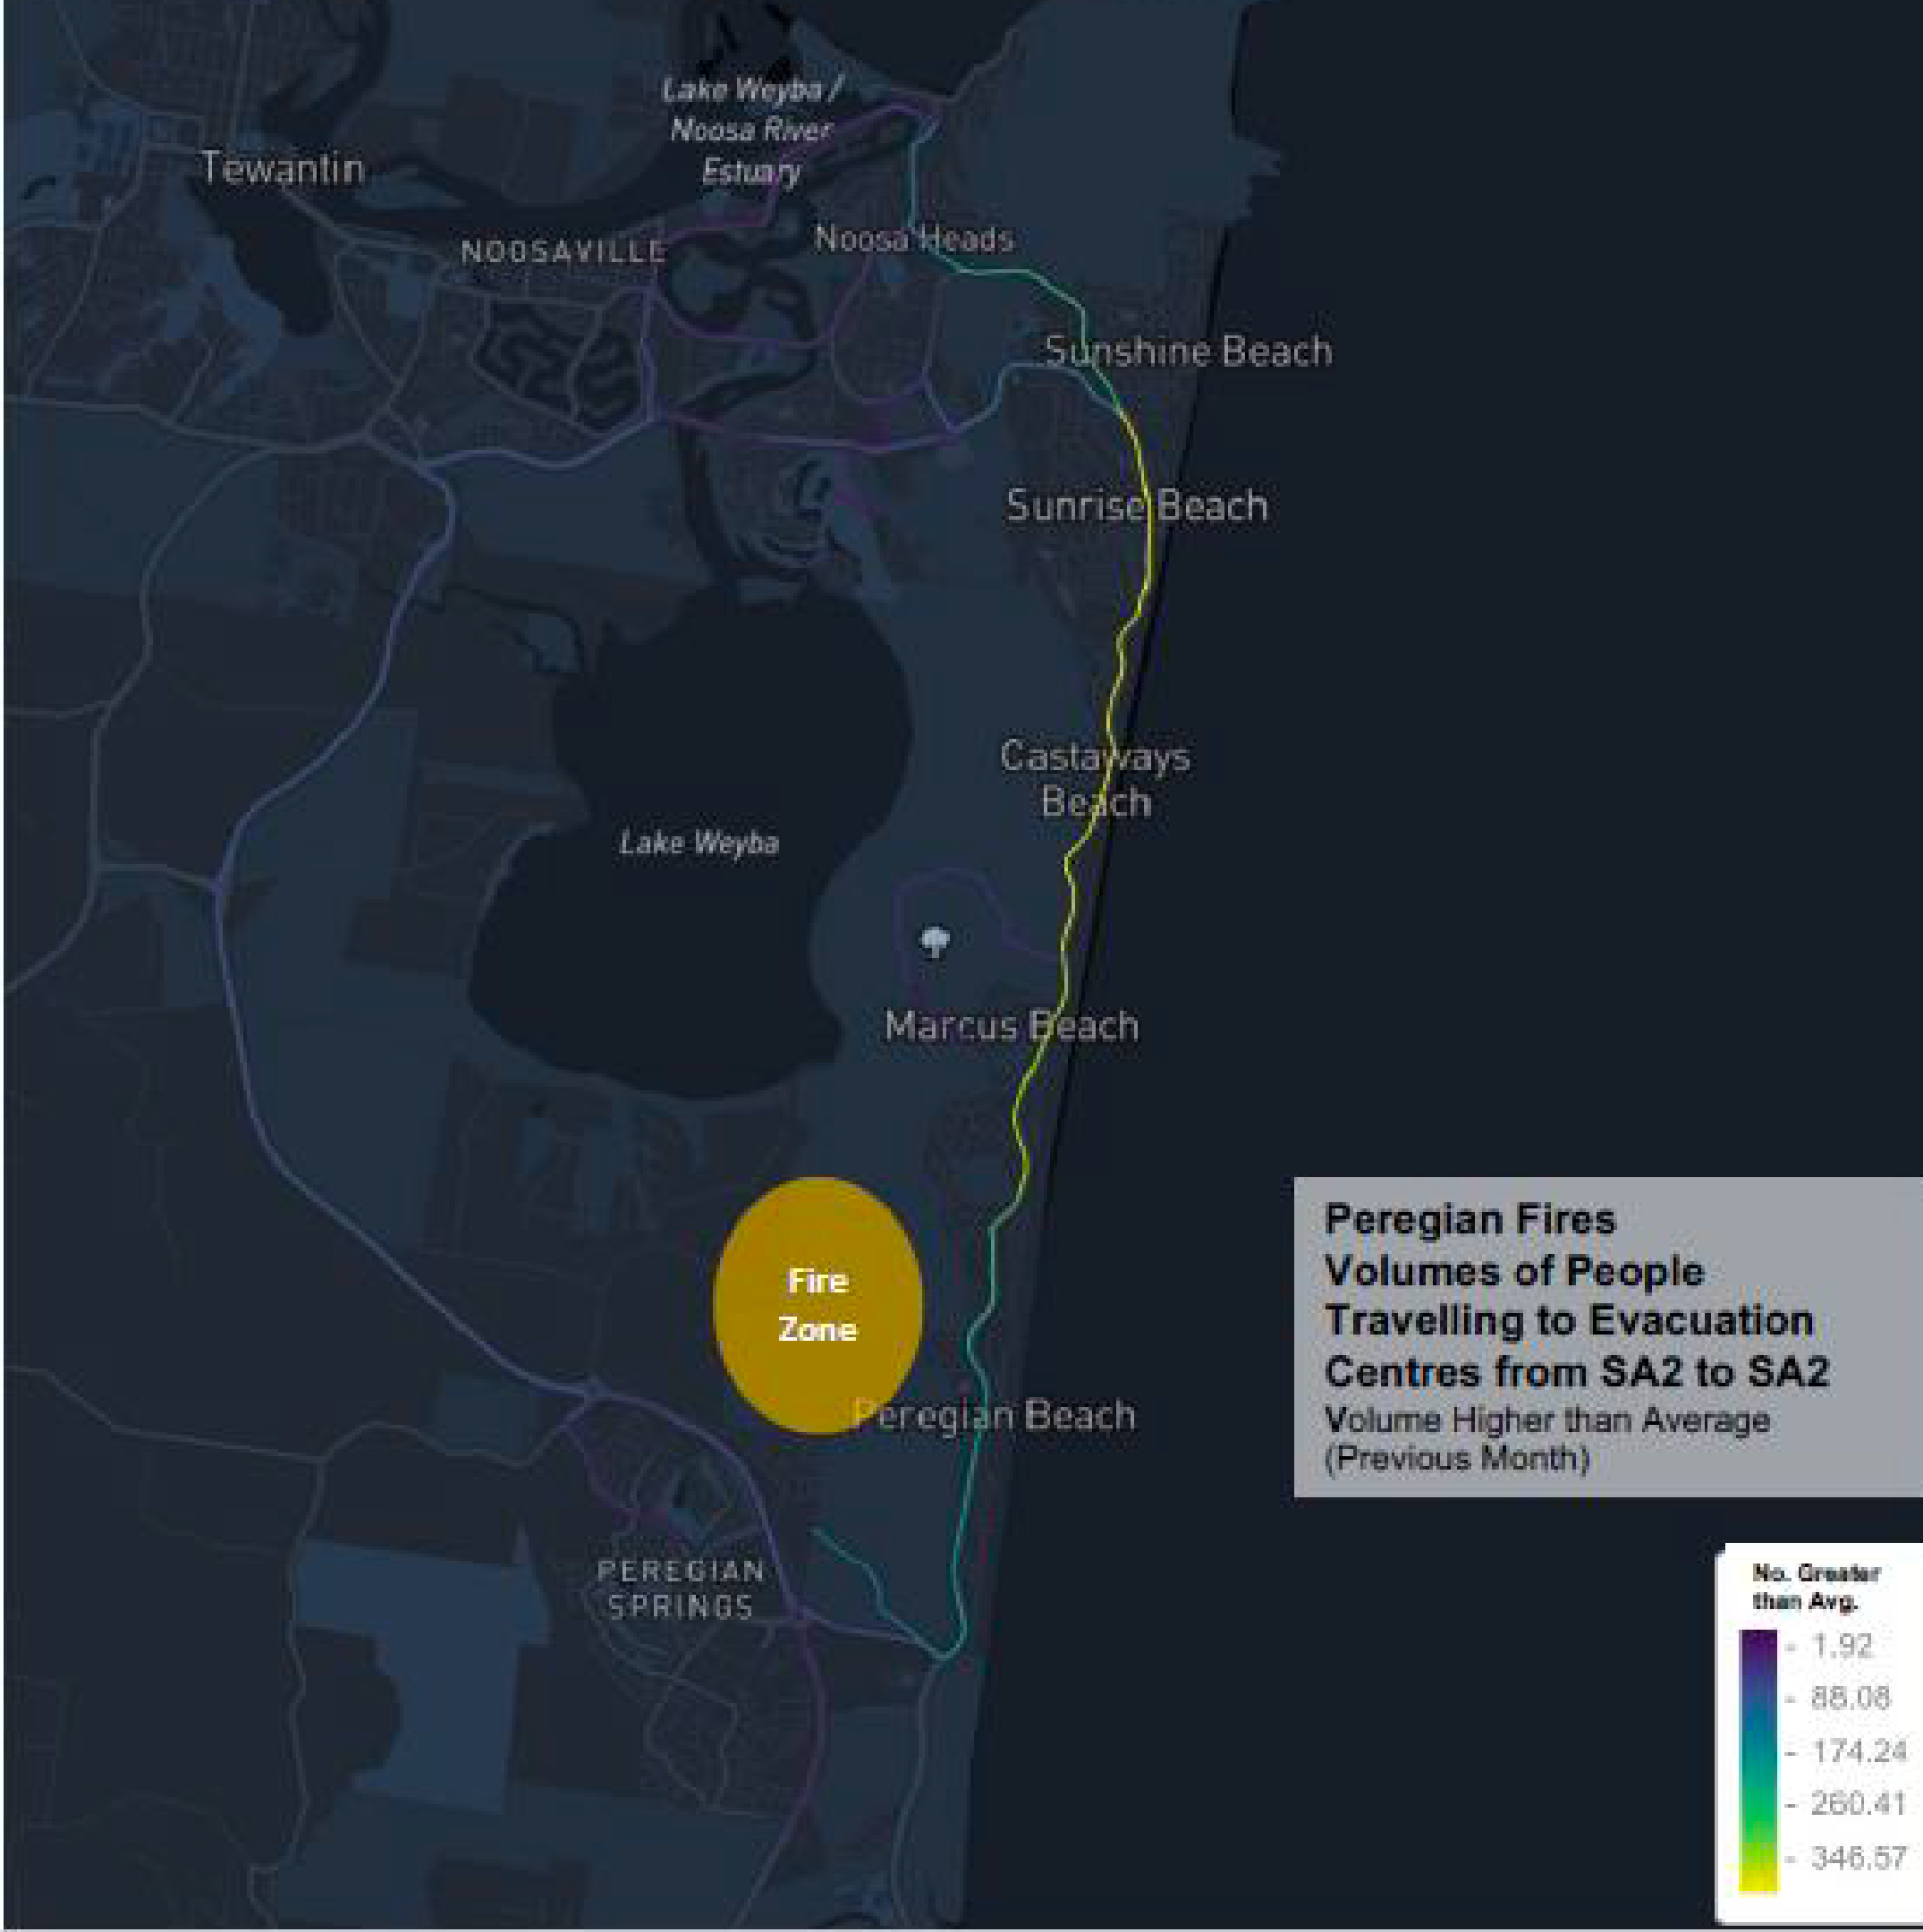 Lake Weyba /
Noosa River
Estuary
Tewantin
NOOSAVILLE
Noosa Heads
Sunshine Beach
Sunrise Beach
Castaways
Beach
Lake Weyba
Marcus Beach
Fire
Zone
Peregian Beach
PEREGIAN
SPRINGS
Peregian Fires
Volumes of People
Travelling to Evacuation
Centres from SA2 to SA2
Volume Higher than Average
(Previous Month)
No. Greater
than Avg.
- 1.92
- 88.08
- 174.24
- 260.41
- 346.57